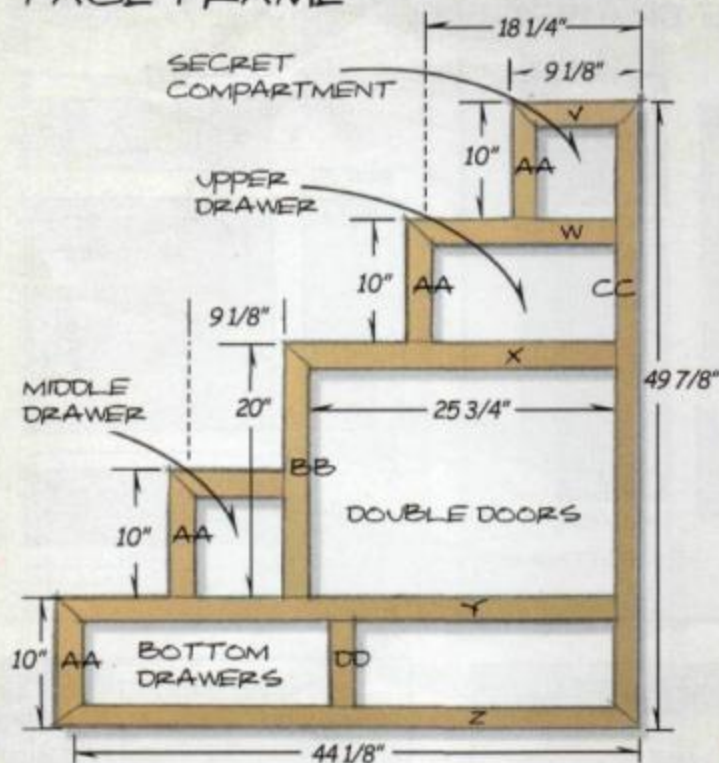 FACE FRAME
18 1/4"
SECRET
COMPARTMENT
9 1/8"
V
10"
AA
UPPER
DRAWER
W
10"
AA
CC
9 1/8"
X
MIDDLE
DRAWER
20"
25 3/4"
49 7/8"
BB
DOUBLE DOORS
10"
AA
Y
10"
AA
BOTTOM
DRAWERS
DD
Z
44 1/8"